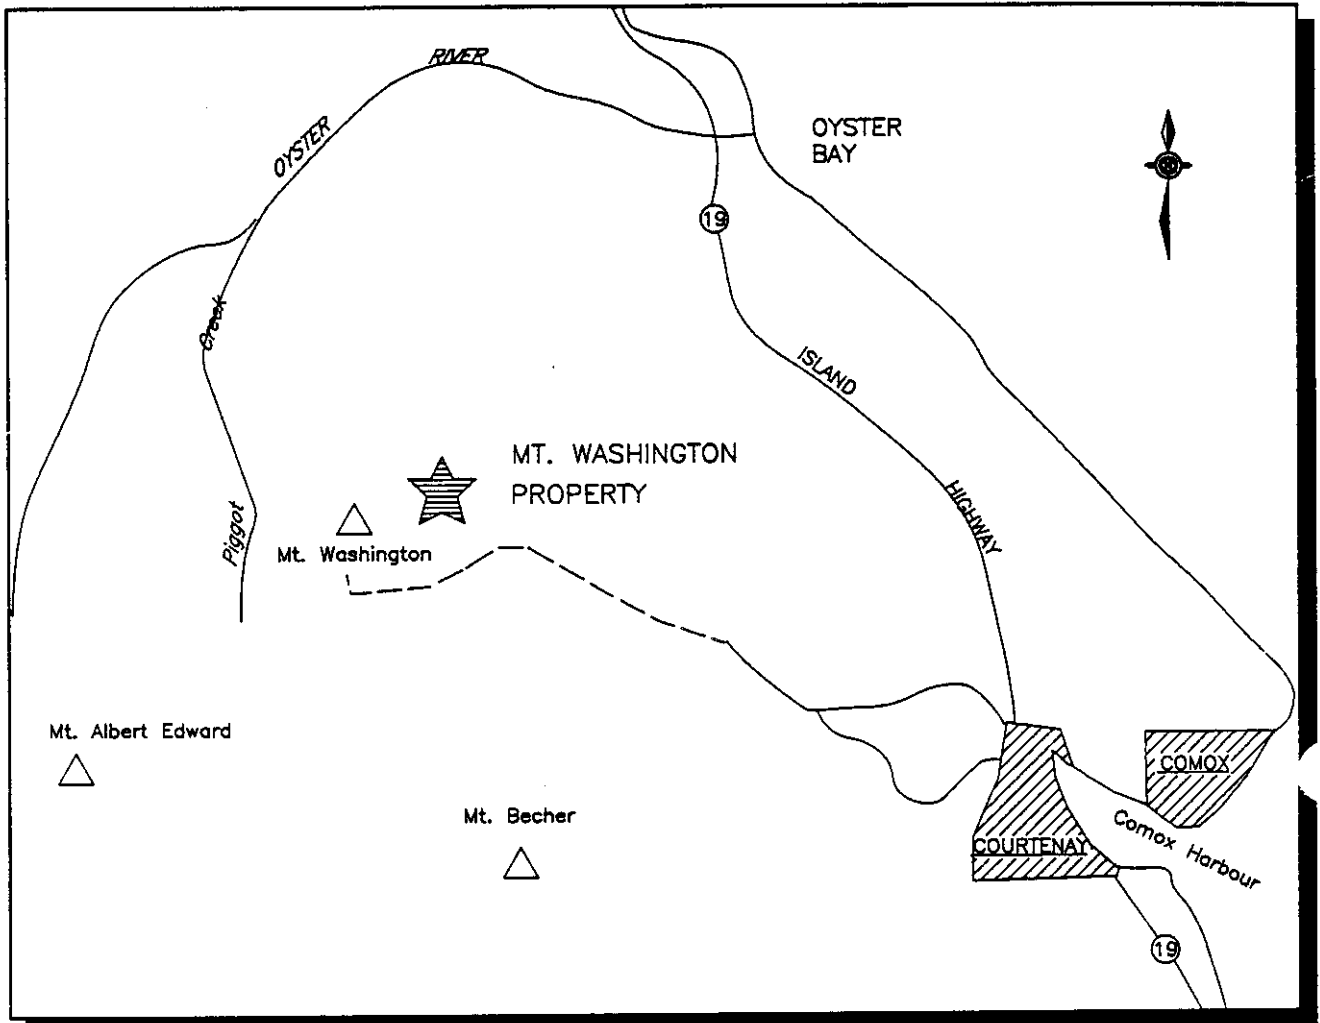 RIVER
OYSTER
OYSTER
BAY
19
Creek
ISLAND
MT. WASHINGTON
PROPERTY
HIGHWAY
Piggot
Mt. Washington
Mt. Albert Edward
COMOX
Mt. Becher
Comox Harbour
COURTENAY
19